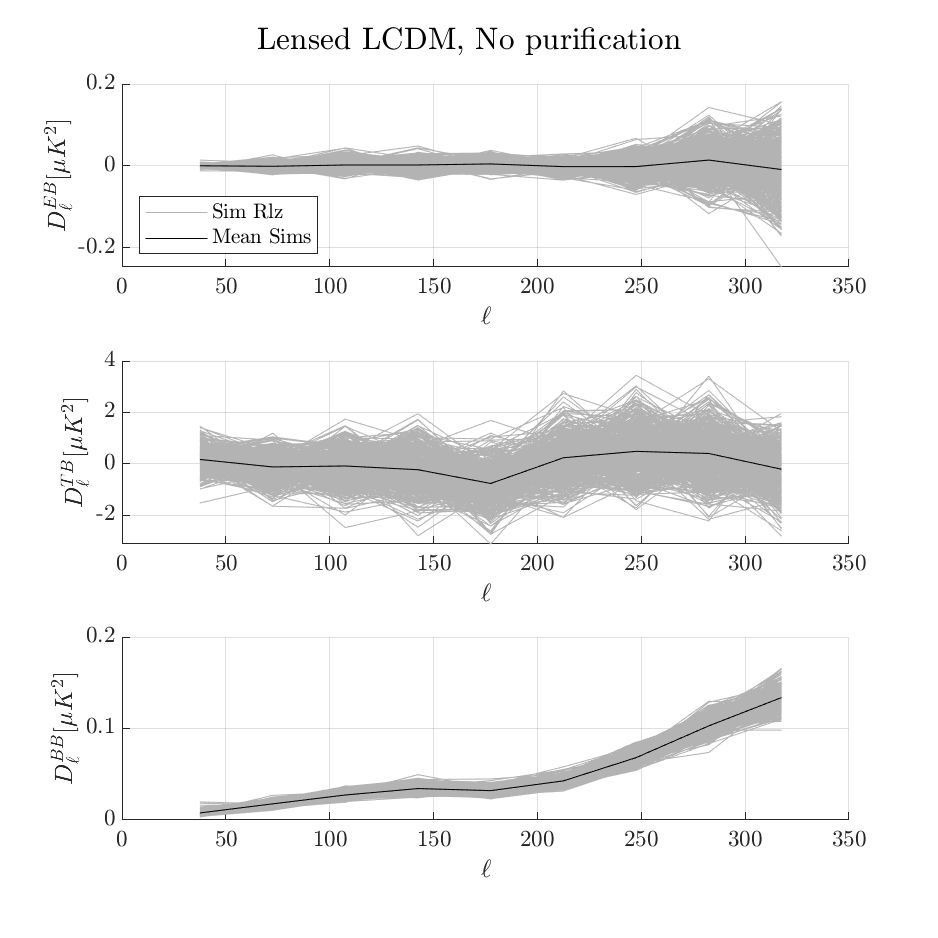 Lensed LCDM, No purification
0.2
0
-0.2
D_ℓ^{EB}[μK^2]
Sim Rlz
Mean Sims
0 50 100 150 200 250 300 350
ℓ
4
2
0
-2
D_ℓ^{TB}[μK^2]
0 50 100 150 200 250 300 350
ℓ
0.2
0.1
0
D_ℓ^{BB}[μK^2]
0 50 100 150 200 250 300 350
ℓ